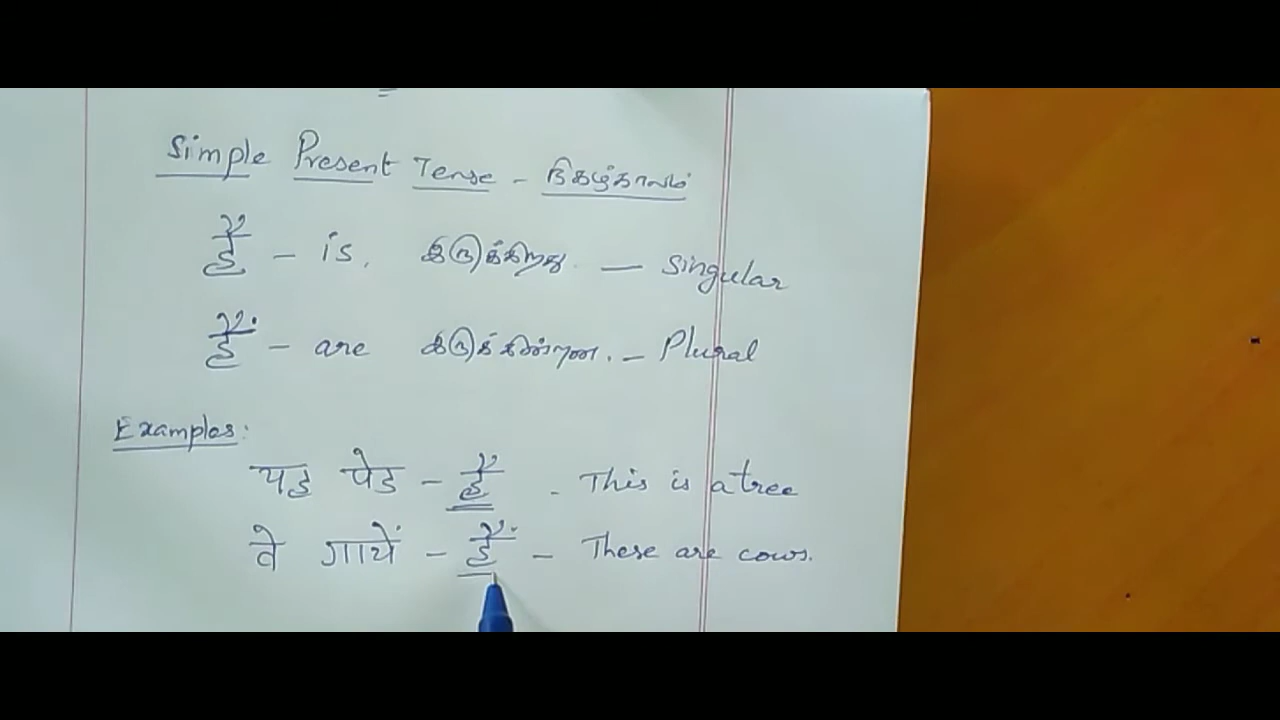 Simple Present Tense - நிகழ்காலம்
है - is. இருக்கிறது. — Singular
हैं - are இருக்கின்றன. - Plural
Examples:
यह पेड - है - This is a tree
वे गायें - हैं - These are cows.